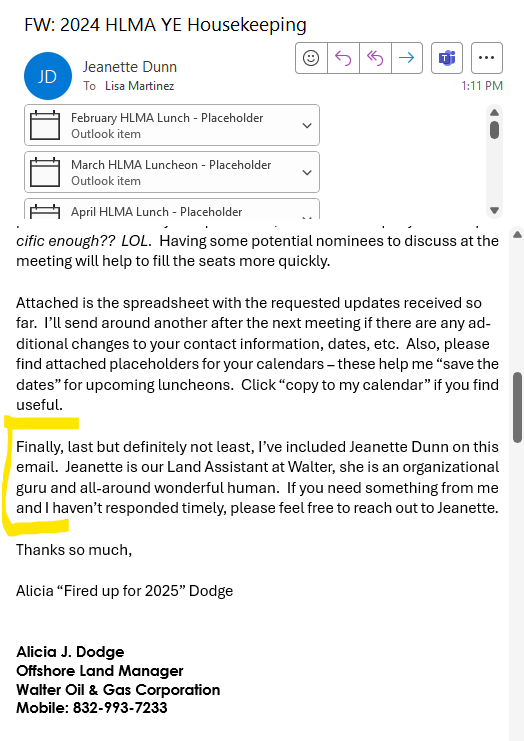 FW: 2024 HLMA YE Housekeeping
JD
Jeanette Dunn
To Lisa Martinez
1:11 PM
February HLMA Lunch - Placeholder
Outlook item
March HLMA Luncheon - Placeholder
Outlook item
April HLMA Lunch - Placeholder
cific enough?? LOL. Having some potential nominees to discuss at the
meeting will help to fill the seats more quickly.
Attached is the spreadsheet with the requested updates received so
far. I’ll send around another after the next meeting if there are any ad-
ditional changes to your contact information, dates, etc. Also, please
find attached placeholders for your calendars – these help me “save the
dates” for upcoming luncheons. Click “copy to my calendar” if you find
useful.
Finally, last but definitely not least, I’ve included Jeanette Dunn on this
email. Jeanette is our Land Assistant at Walter, she is an organizational
guru and all-around wonderful human. If you need something from me
and I haven’t responded timely, please feel free to reach out to Jeanette.
Thanks so much,
Alicia “Fired up for 2025” Dodge
Alicia J. Dodge
Offshore Land Manager
Walter Oil & Gas Corporation
Mobile: 832-993-7233